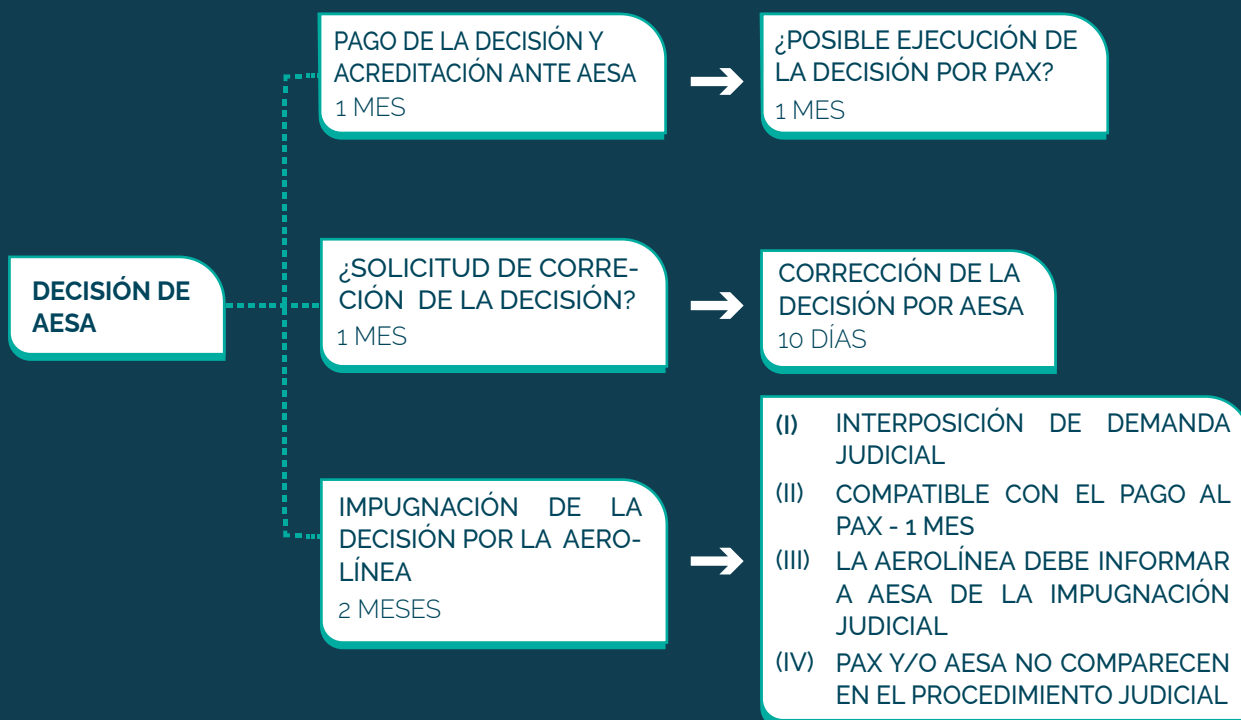 DECISIÓN DE
AESA
PAGO DE LA DECISIÓN Y
ACREDITACIÓN ANTE AESA
1 MES
¿POSIBLE EJECUCIÓN DE
LA DECISIÓN POR PAX?
1 MES
¿SOLICITUD DE CORRE-
CIÓN DE LA DECISIÓN?
1 MES
CORRECCIÓN DE LA
DECISIÓN POR AESA
10 DÍAS
IMPUGNACIÓN DE LA
DECISIÓN POR LA AERO-
LÍNEA
2 MESES
(I) INTERPOSICIÓN DE DEMANDA
JUDICIAL
(II) COMPATIBLE CON EL PAGO AL
PAX - 1 MES
(III) LA AEROLÍNEA DEBE INFORMAR
A AESA DE LA IMPUGNACIÓN
JUDICIAL
(IV) PAX Y/O AESA NO COMPARECEN
EN EL PROCEDIMIENTO JUDICIAL